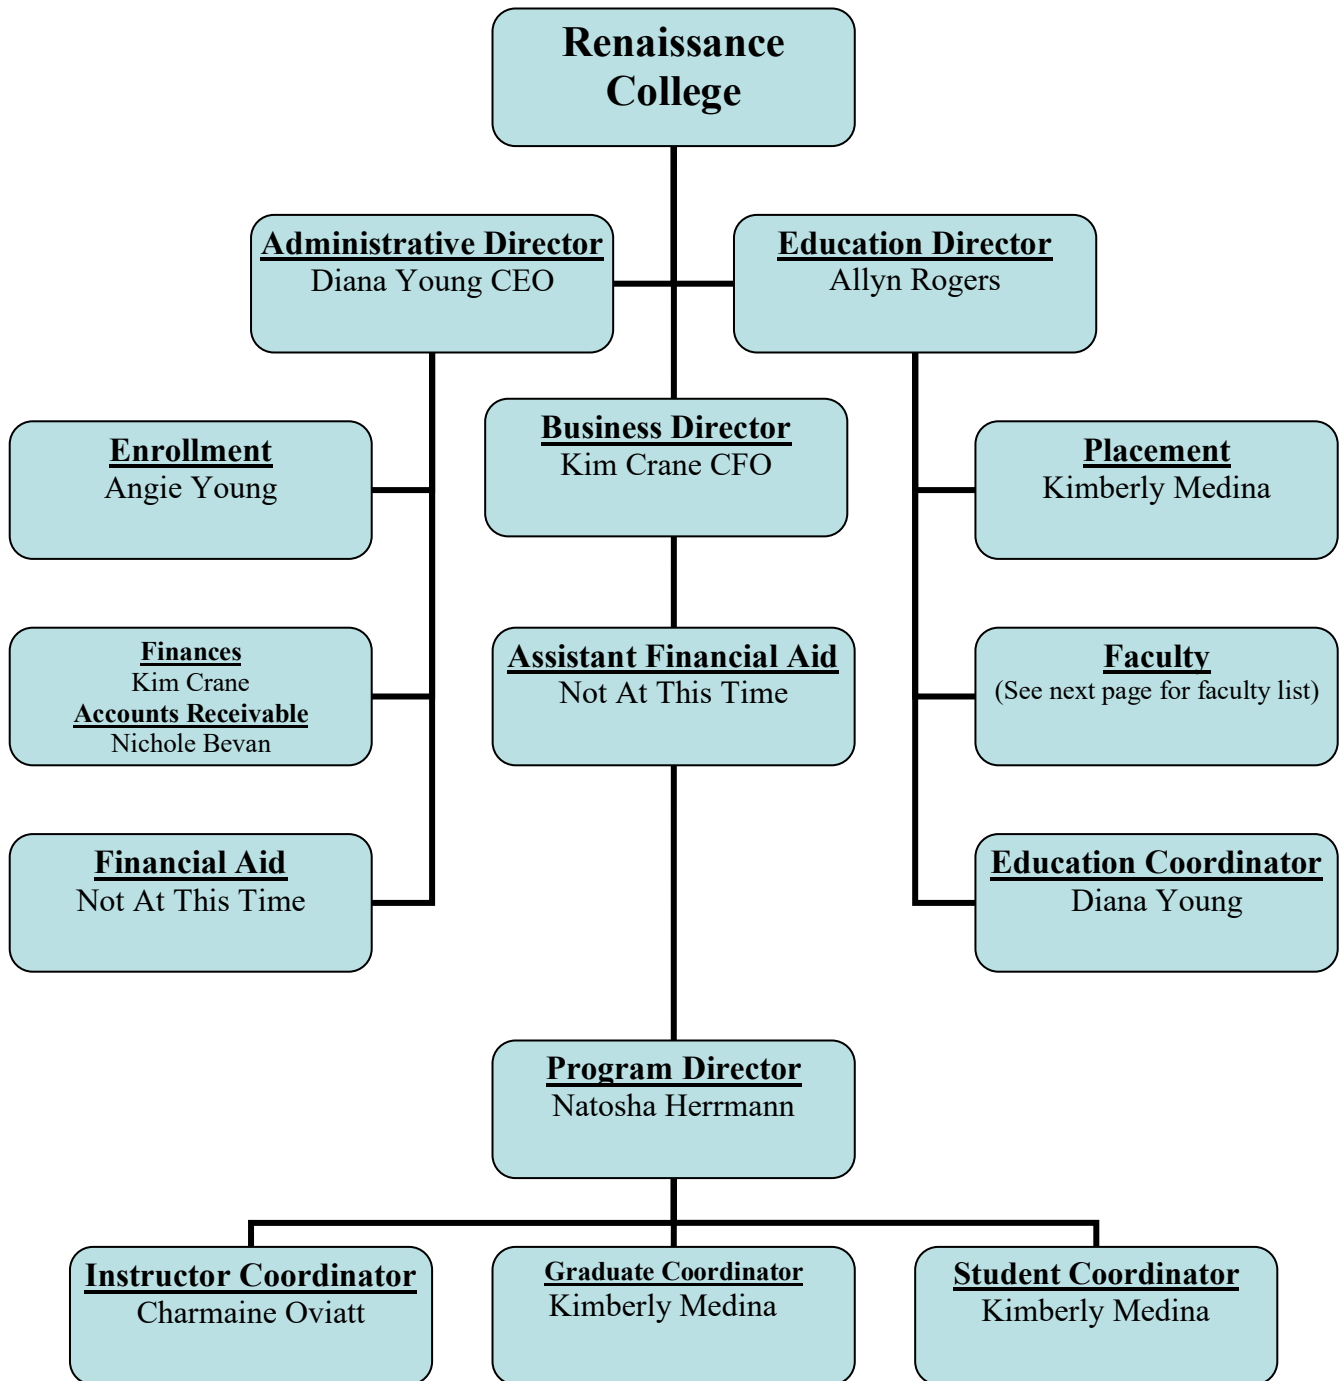 Renaissance
College
Administrative Director
Diana Young CEO
Education Director
Allyn Rogers
Enrollment
Angie Young
Business Director
Kim Crane CFO
Placement
Kimberly Medina
Finances
Kim Crane
Accounts Receivable
Nichole Bevan
Assistant Financial Aid
Not At This Time
Faculty
(See next page for faculty list)
Financial Aid
Not At This Time
Education Coordinator
Diana Young
Program Director
Natosha Herrmann
Instructor Coordinator
Charmaine Oviatt
Graduate Coordinator
Kimberly Medina
Student Coordinator
Kimberly Medina